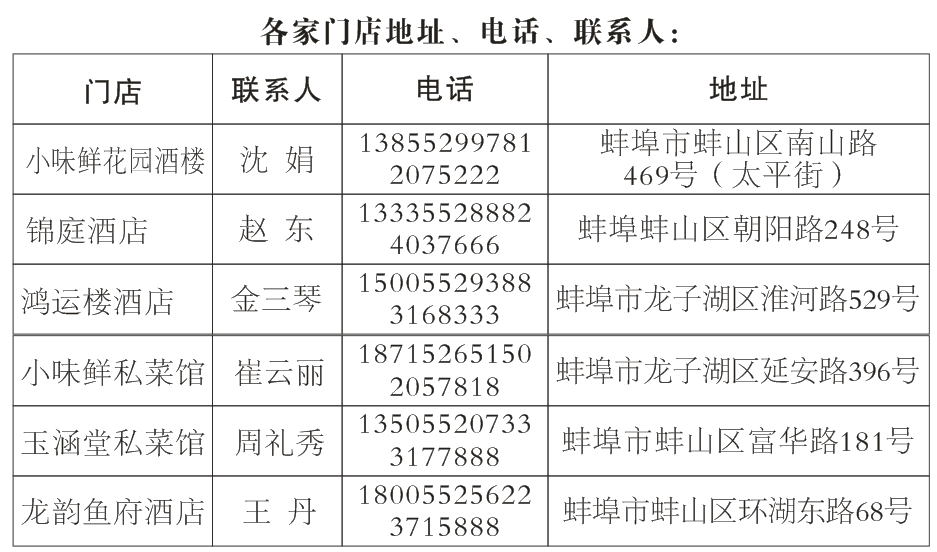 各家门店地址、电话、联系人：
门店 联系人 电话 地址
小味鲜花园酒楼 沈 娟 13855299781 蚌埠市蚌山区南山路
2075222 469号（太平街）
锦庭酒店 赵 东 13335528882 蚌埠蚌山区朝阳路248号
4037666
鸿运楼酒店 金三琴 15005529388 蚌埠市龙子湖区淮河路529号
3168333
小味鲜私菜馆 崔云丽 18715265150 蚌埠市龙子湖区延安路396号
2057818
玉涵堂私菜馆 周礼秀 13505520733 蚌埠市蚌山区富华路181号
3177888
龙韵鱼府酒店 王 丹 18005525622 蚌埠市蚌山区环湖东路68号
3715888